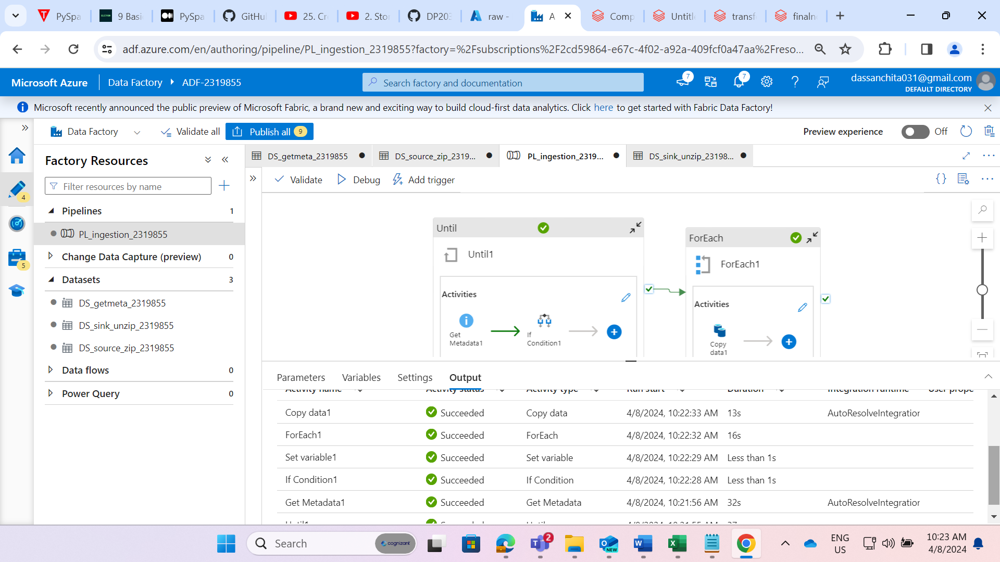 PySpa
9 Basi
PySpa
GitHu
25. Cr
2. Stor
DP203
raw -
A
Comp
Untitle
transf
finaln
adf.azure.com/en/authoring/pipeline/PL_ingestion_2319855?factory=%2Fsubscriptions%2F2cd59864-e67c-4f02-a92a-409fcf0a47aa%2Freso...
Microsoft Azure
Data Factory
ADF-2319855
Search factory and documentation
7
7
dassanchita031@gmail.com
DEFAULT DIRECTORY
Microsoft recently announced the public preview of Microsoft Fabric, a brand new and exciting way to build cloud-first data analytics. Click here to get started with Fabric Data Factory!
Data Factory
Validate all
Publish all 9
Preview experience
Off
Factory Resources
DS_getmeta_2319855
DS_source_zip_2319...
PL_ingestion_2319...
DS_sink_unzip_23198...
Filter resources by name
Validate
Debug
Add trigger
4
5
Pipelines 1
PL_ingestion_2319855
Change Data Capture (preview) 0
Datasets 3
DS_getmeta_2319855
DS_sink_unzip_2319855
DS_source_zip_2319855
Data flows 0
Power Query 0
Until
Until1
Activities
Get
Metadata1
If
Condition1
ForEach
ForEach1
Activities
Copy
data1
Parameters Variables Settings Output
Activity name Activity status Activity type Run start Duration Integration runtime User prope
Copy data1 Succeeded Copy data 4/8/2024, 10:22:33 AM 13s AutoResolveIntegration
ForEach1 Succeeded ForEach 4/8/2024, 10:22:32 AM 16s
Set variable1 Succeeded Set variable 4/8/2024, 10:22:29 AM Less than 1s
If Condition1 Succeeded If Condition 4/8/2024, 10:22:28 AM Less than 1s
Get Metadata1 Succeeded Get Metadata 4/8/2024, 10:21:56 AM 32s AutoResolveIntegration
Search
cognizant
2
NEW
ENG
US
10:23 AM
4/8/2024